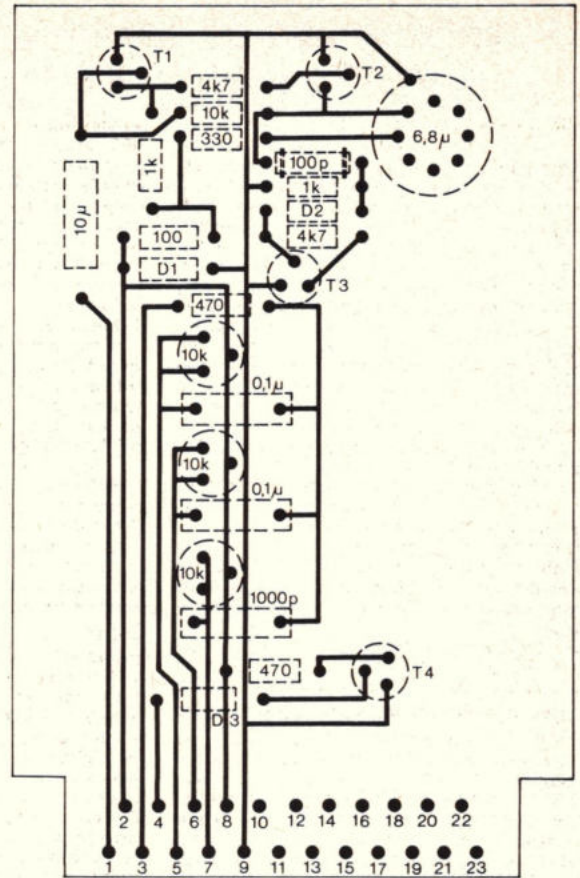 T1
4k7
T2
10k
6,8µ
330
1k
100p
1k
10µ
D2
100
4k7
D1
T3
470
10k
0,1µ
10k
0,1µ
10k
1000p
470
T4
D3
2 4 6 8 10 12 14 16 18 20 22
1 3 5 7 9 11 13 15 17 19 21 23